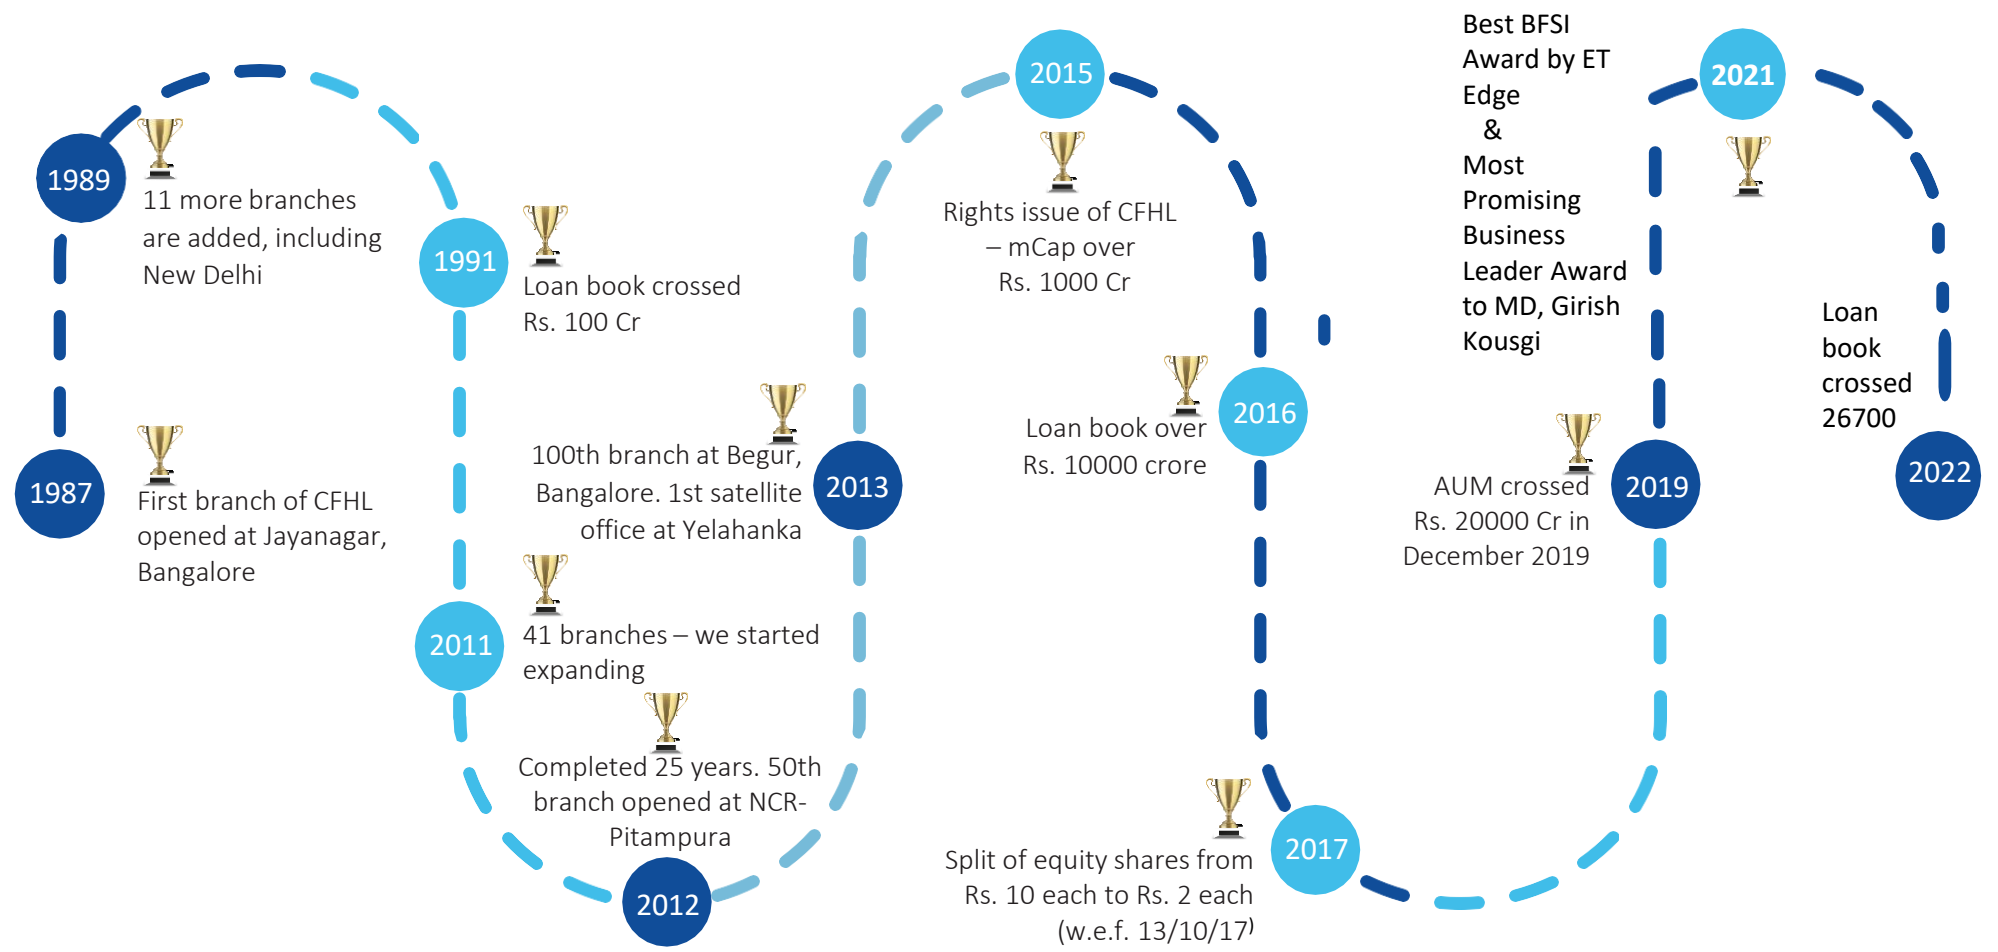 1987
First branch of CFHL
opened at Jayanagar,
Bangalore
1989
11 more branches
are added, including
New Delhi
1991
Loan book crossed
Rs. 100 Cr
2011
41 branches – we started
expanding
Completed 25 years. 50th
branch opened at NCR-
Pitampura
2012
100th branch at Begur,
Bangalore. 1st satellite
office at Yelahanka
2013
2015
Rights issue of CFHL
– mCap over
Rs. 1000 Cr
Loan book over
Rs. 10000 crore
2016
2017
Split of equity shares from
Rs. 10 each to Rs. 2 each
(w.e.f. 13/10/17)
AUM crossed
Rs. 20000 Cr in
December 2019
2019
Best BFSI
Award by ET
Edge
&
Most
Promising
Business
Leader Award
to MD, Girish
Kousgi
2021
Loan
book
crossed
26700
2022